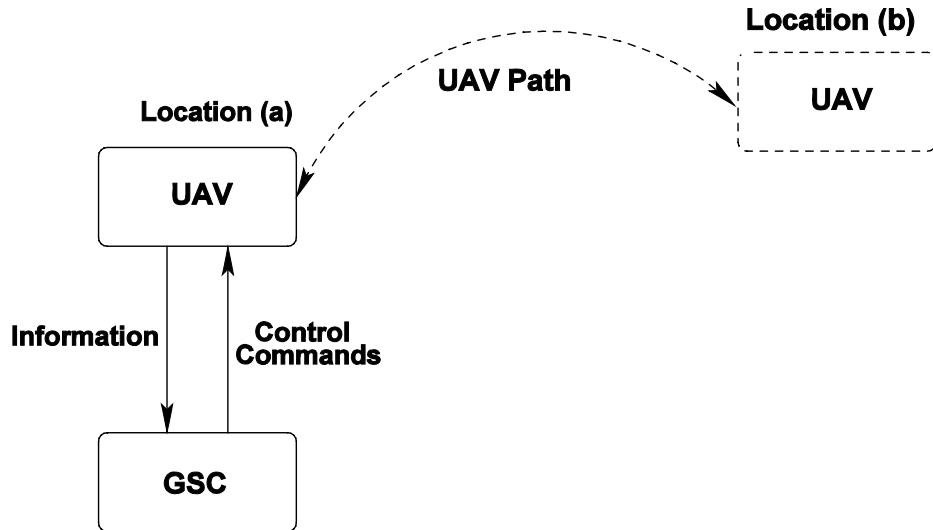 Location (b)
UAV Path
UAV
Location (a)
UAV
Information
Control
Commands
GSC